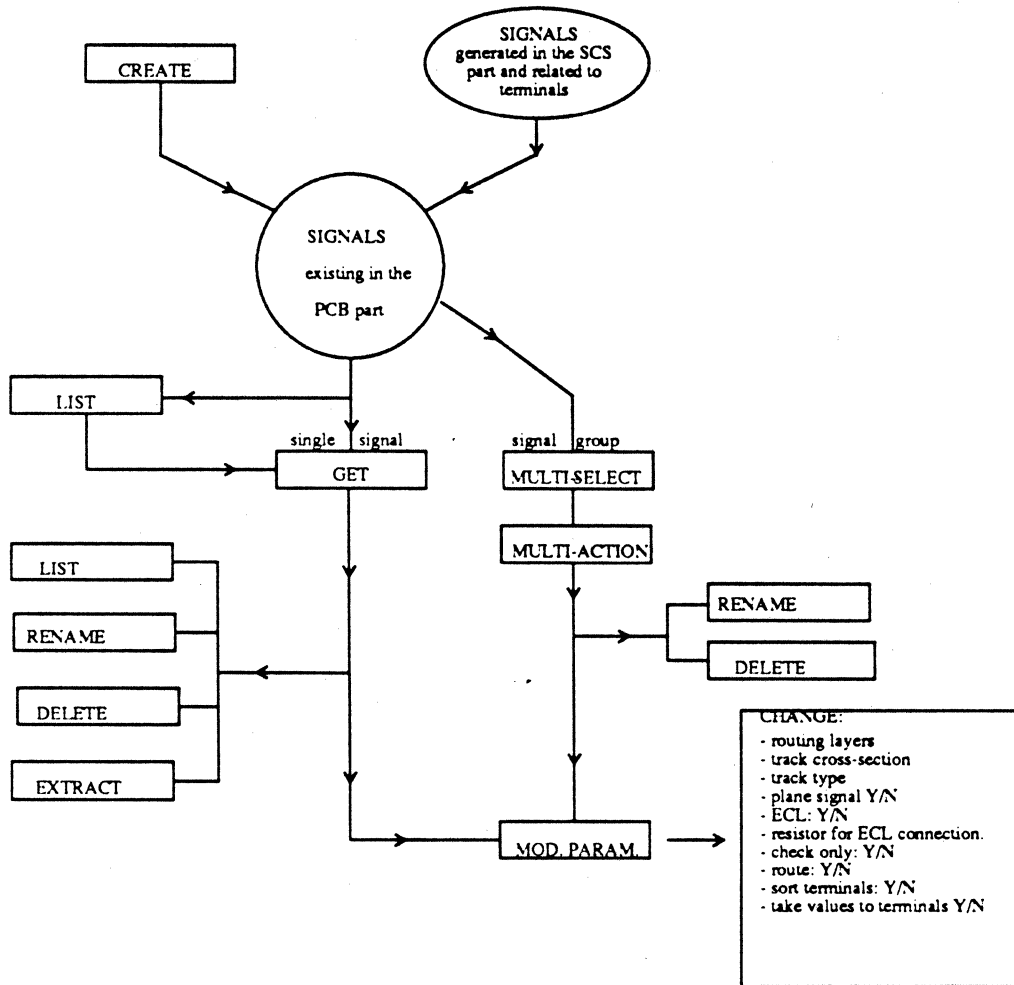 CREATE
SIGNALS
generated in the SCS
part and related to
terminals
SIGNALS
existing in the
PCB part
LIST
single signal
GET
signal group
MULTI-SELECT
MULTI-ACTION
LIST
RENAME
DELETE
EXTRACT
RENAME
DELETE
MOD. PARAM.
CHANGE:
- routing layers
- track cross-section
- track type
- plane signal Y/N
- ECL: Y/N
- resistor for ECL connection.
- check only: Y/N
- route: Y/N
- sort terminals: Y/N
- take values to terminals Y/N